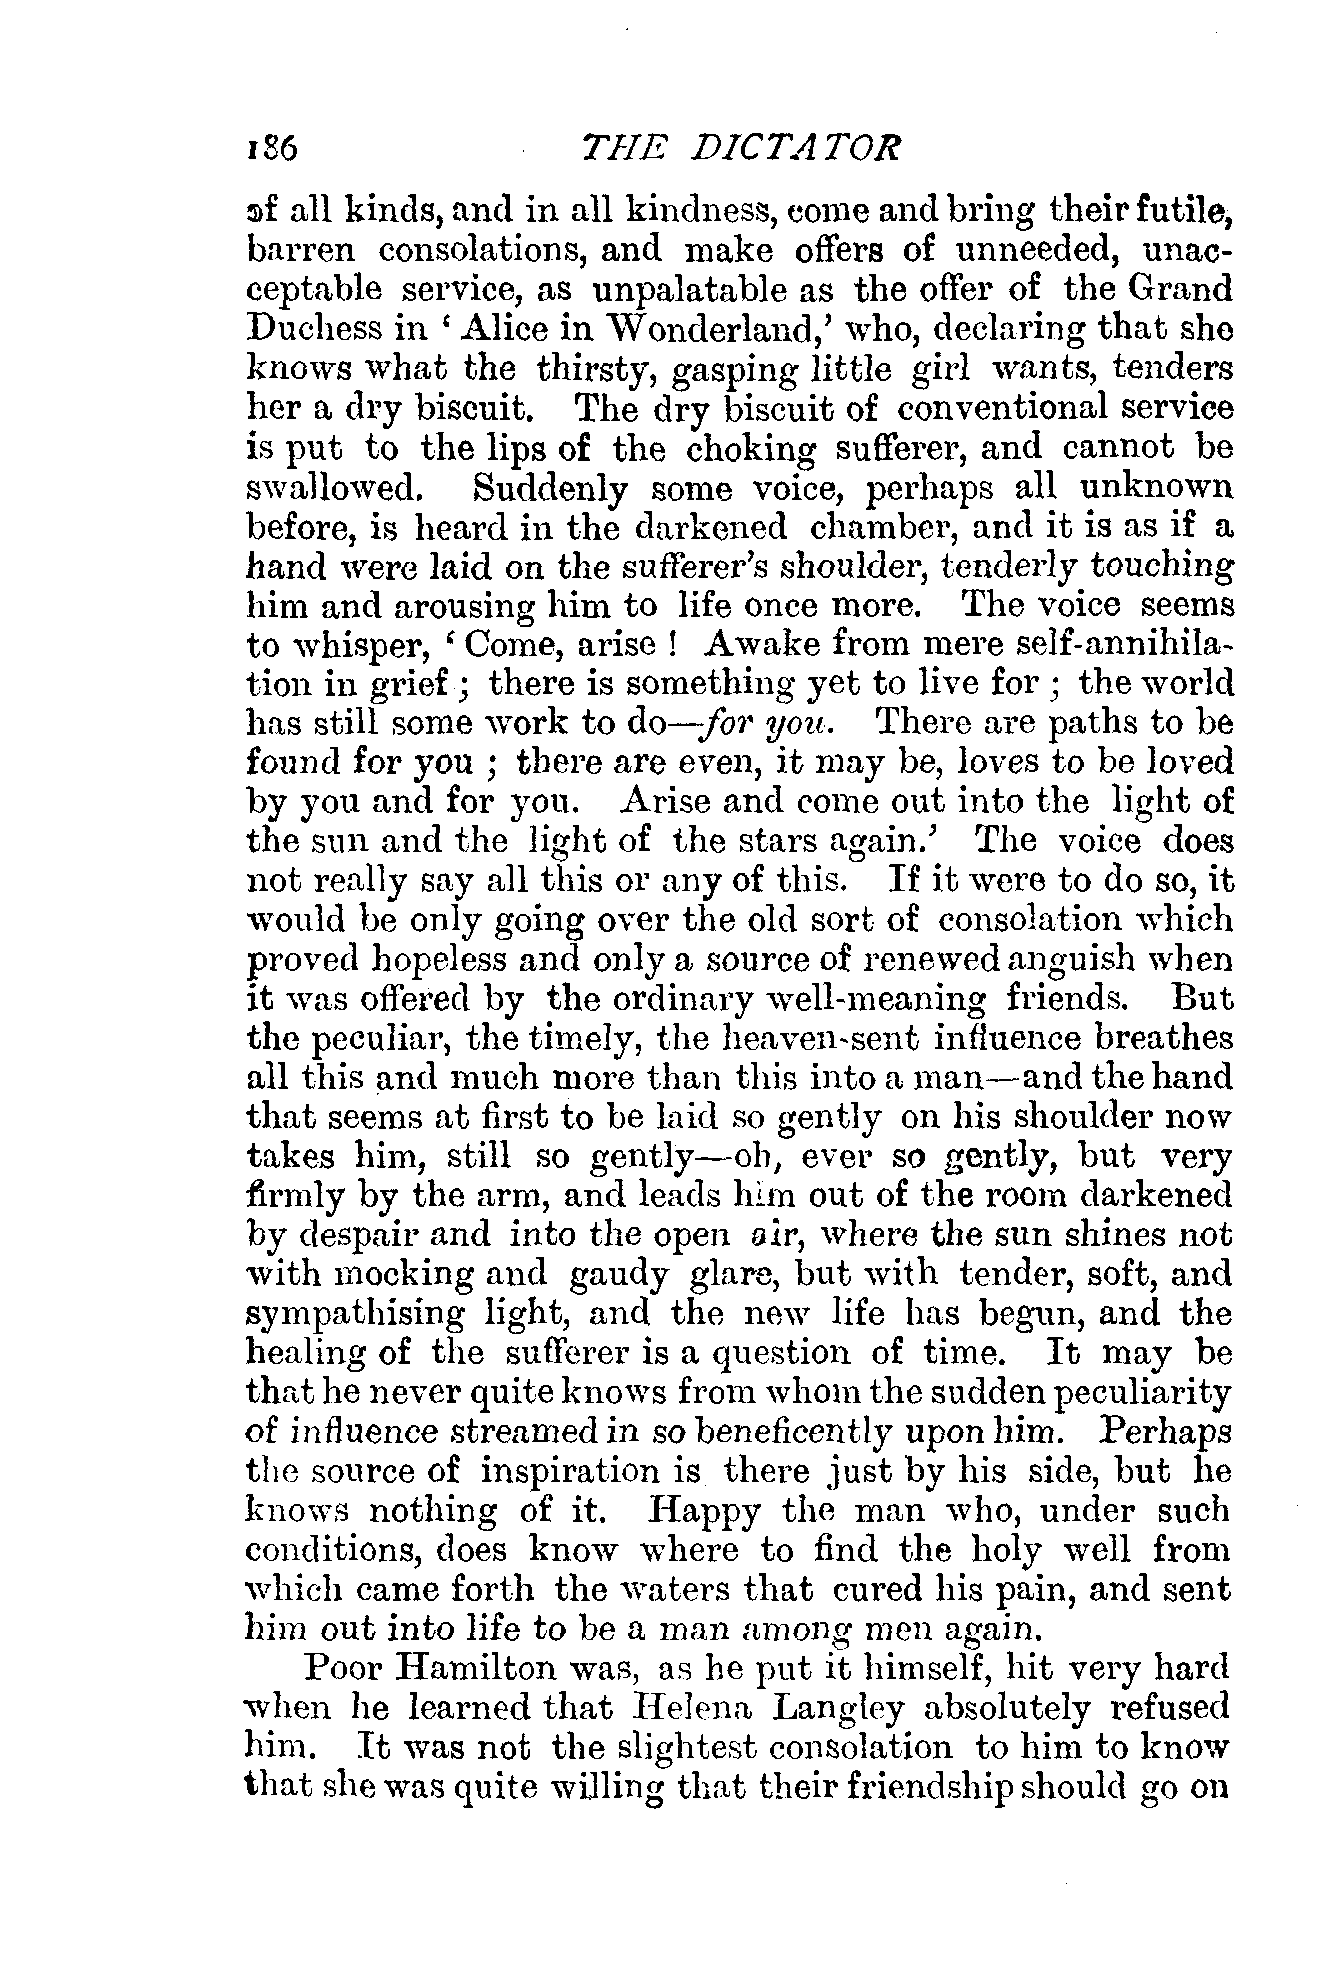 186 THE DICTATOR
of all kinds, and in all kindness, come and bring their futile,
barren consolations, and make offers of unneeded, unac-
ceptable service, as unpalatable as the offer of the Grand
Duchess in ‘ Alice in Wonderland,’ who, declaring that she
knows what the thirsty, gasping little girl wants, tenders
her a dry biscuit. The dry biscuit of conventional service
is put to the lips of the choking sufferer, and cannot be
swallowed. Suddenly some voice, perhaps all unknown
before, is heard in the darkened chamber, and it is as if a
hand were laid on the sufferer’s shoulder, tenderly touching
him and arousing him to life once more. The voice seems
to whisper, ‘ Come, arise ! Awake from mere self-annihila-
tion in grief ; there is something yet to live for ; the world
has still some work to do—for you. There are paths to be
found for you ; there are even, it may be, loves to be loved
by you and for you. Arise and come out into the light of
the sun and the light of the stars again.’ The voice does
not really say all this or any of this. If it were to do so, it
would be only going over the old sort of consolation which
proved hopeless and only a source of renewed anguish when
it was offered by the ordinary well-meaning friends. But
the peculiar, the timely, the heaven-sent influence breathes
all this and much more than this into a man—and the hand
that seems at first to be laid so gently on his shoulder now
takes him, still so gently—oh, ever so gently, but very
firmly by the arm, and leads him out of the room darkened
by despair and into the open air, where the sun shines not
with mocking and gaudy glare, but with tender, soft, and
sympathising light, and the new life has begun, and the
healing of the sufferer is a question of time. It may be
that he never quite knows from whom the sudden peculiarity
of influence streamed in so beneficently upon him. Perhaps
the source of inspiration is there just by his side, but he
knows nothing of it. Happy the man who, under such
conditions, does know where to find the holy well from
which came forth the waters that cured his pain, and sent
him out into life to be a man among men again.
Poor Hamilton was, as he put it himself, hit very hard
when he learned that Helena Langley absolutely refused
him. It was not the slightest consolation to him to know
that she was quite willing that their friendship should go on